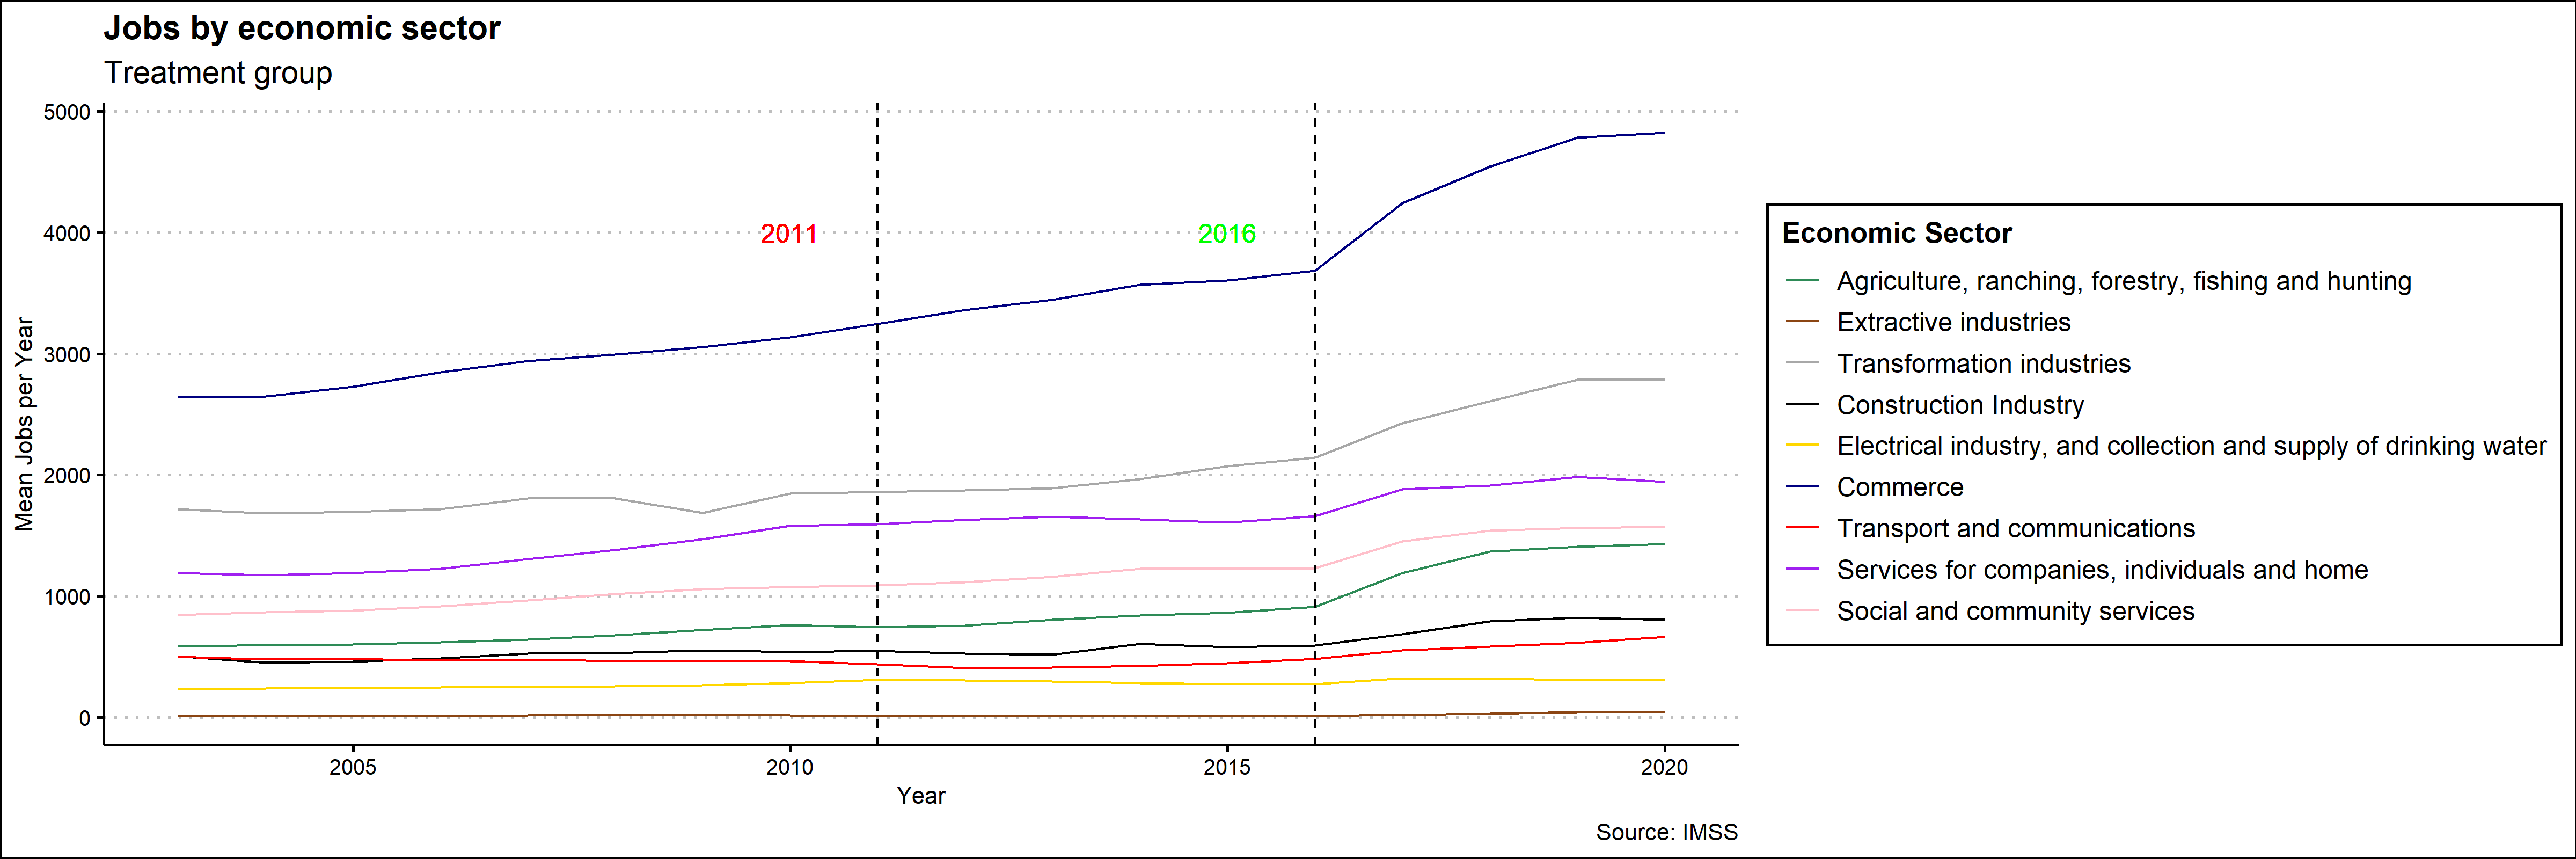 Jobs by economic sector
Treatment group
Mean Jobs per Year
5000
4000
3000
2000
1000
0
2011
2016
2005
2010
2015
2020
Year
Source: IMSS
Economic Sector
Agriculture, ranching, forestry, fishing and hunting
Extractive industries
Transformation industries
Construction Industry
Electrical industry, and collection and supply of drinking water
Commerce
Transport and communications
Services for companies, individuals and home
Social and community services